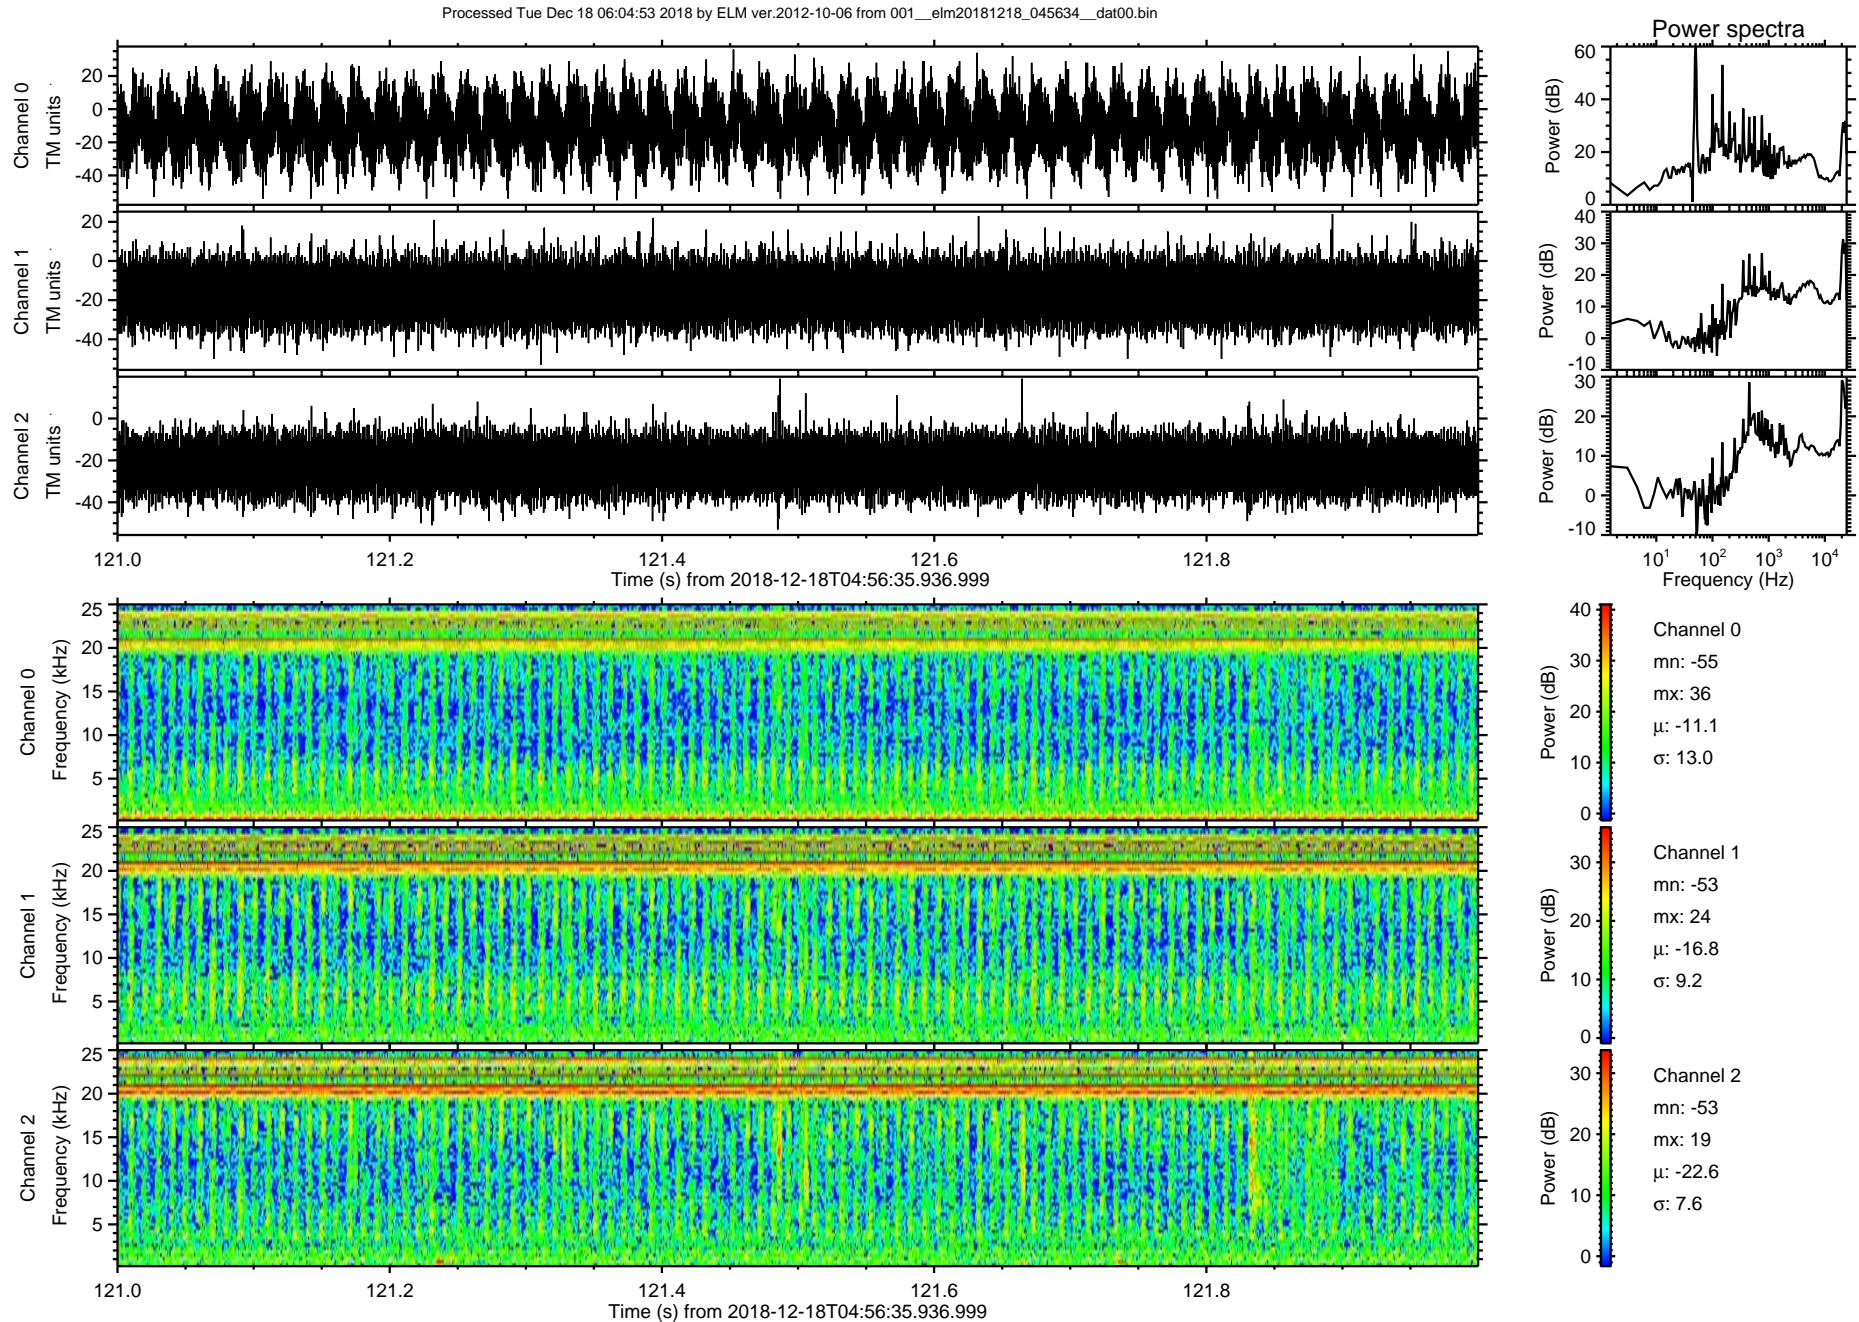 Processed Tue Dec 18 06:04:53 2018 by ELM ver.2012-10-06 from 001__elm20181218_045634__dat00.bin
Power spectra
Channel 0
TM units
20
0
-20
-40
Power (dB)
60
40
20
0
Channel 1
TM units
20
0
-20
-40
Power (dB)
40
30
20
10
0
-10
Channel 2
TM units
0
-20
-40
Power (dB)
30
20
10
0
-10
121.0 121.2 121.4 121.6 121.8
Time (s) from 2018-12-18T04:56:35.936.999
10^1 10^2 10^3 10^4
Frequency (Hz)
Channel 0
Frequency (kHz)
25
20
15
10
5
Power (dB)
40
30
20
10
0
Channel 0
mn: -55
mx: 36
μ: -11.1
σ: 13.0
Channel 1
Frequency (kHz)
25
20
15
10
5
Power (dB)
30
20
10
0
Channel 1
mn: -53
mx: 24
μ: -16.8
σ: 9.2
Channel 2
Frequency (kHz)
25
20
15
10
5
Power (dB)
30
20
10
0
Channel 2
mn: -53
mx: 19
μ: -22.6
σ: 7.6
121.0 121.2 121.4 121.6 121.8
Time (s) from 2018-12-18T04:56:35.936.999